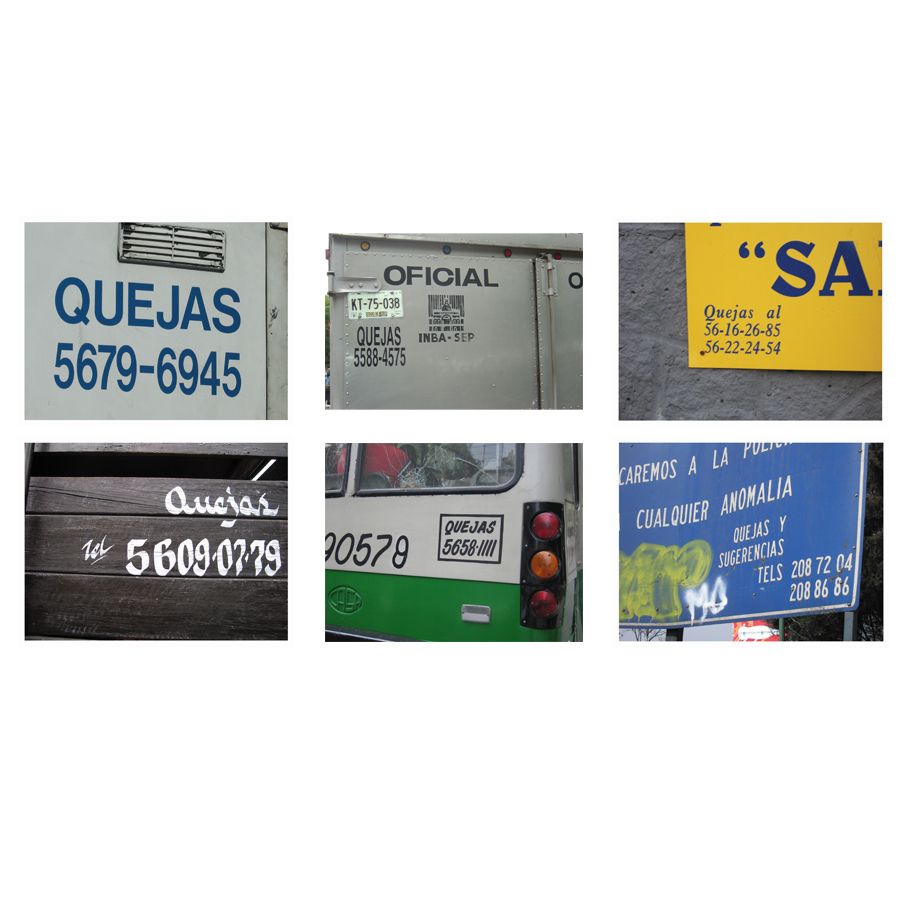 QUEJAS
5679-6945
OFICIAL
KT-75-038
QUEJAS
5588-4575
INBA-SEP
O
"SA
Quejas al
56-16-26-85
56-22-24-54
Quejas
Tel 5609·07·79
90578
QUEJAS
5658-1111
CAREMOS A LA POLIC
CUALQUIER ANOMALIA
QUEJAS Y
SUGERENCIAS
TELS 208 72 04
208 86 86